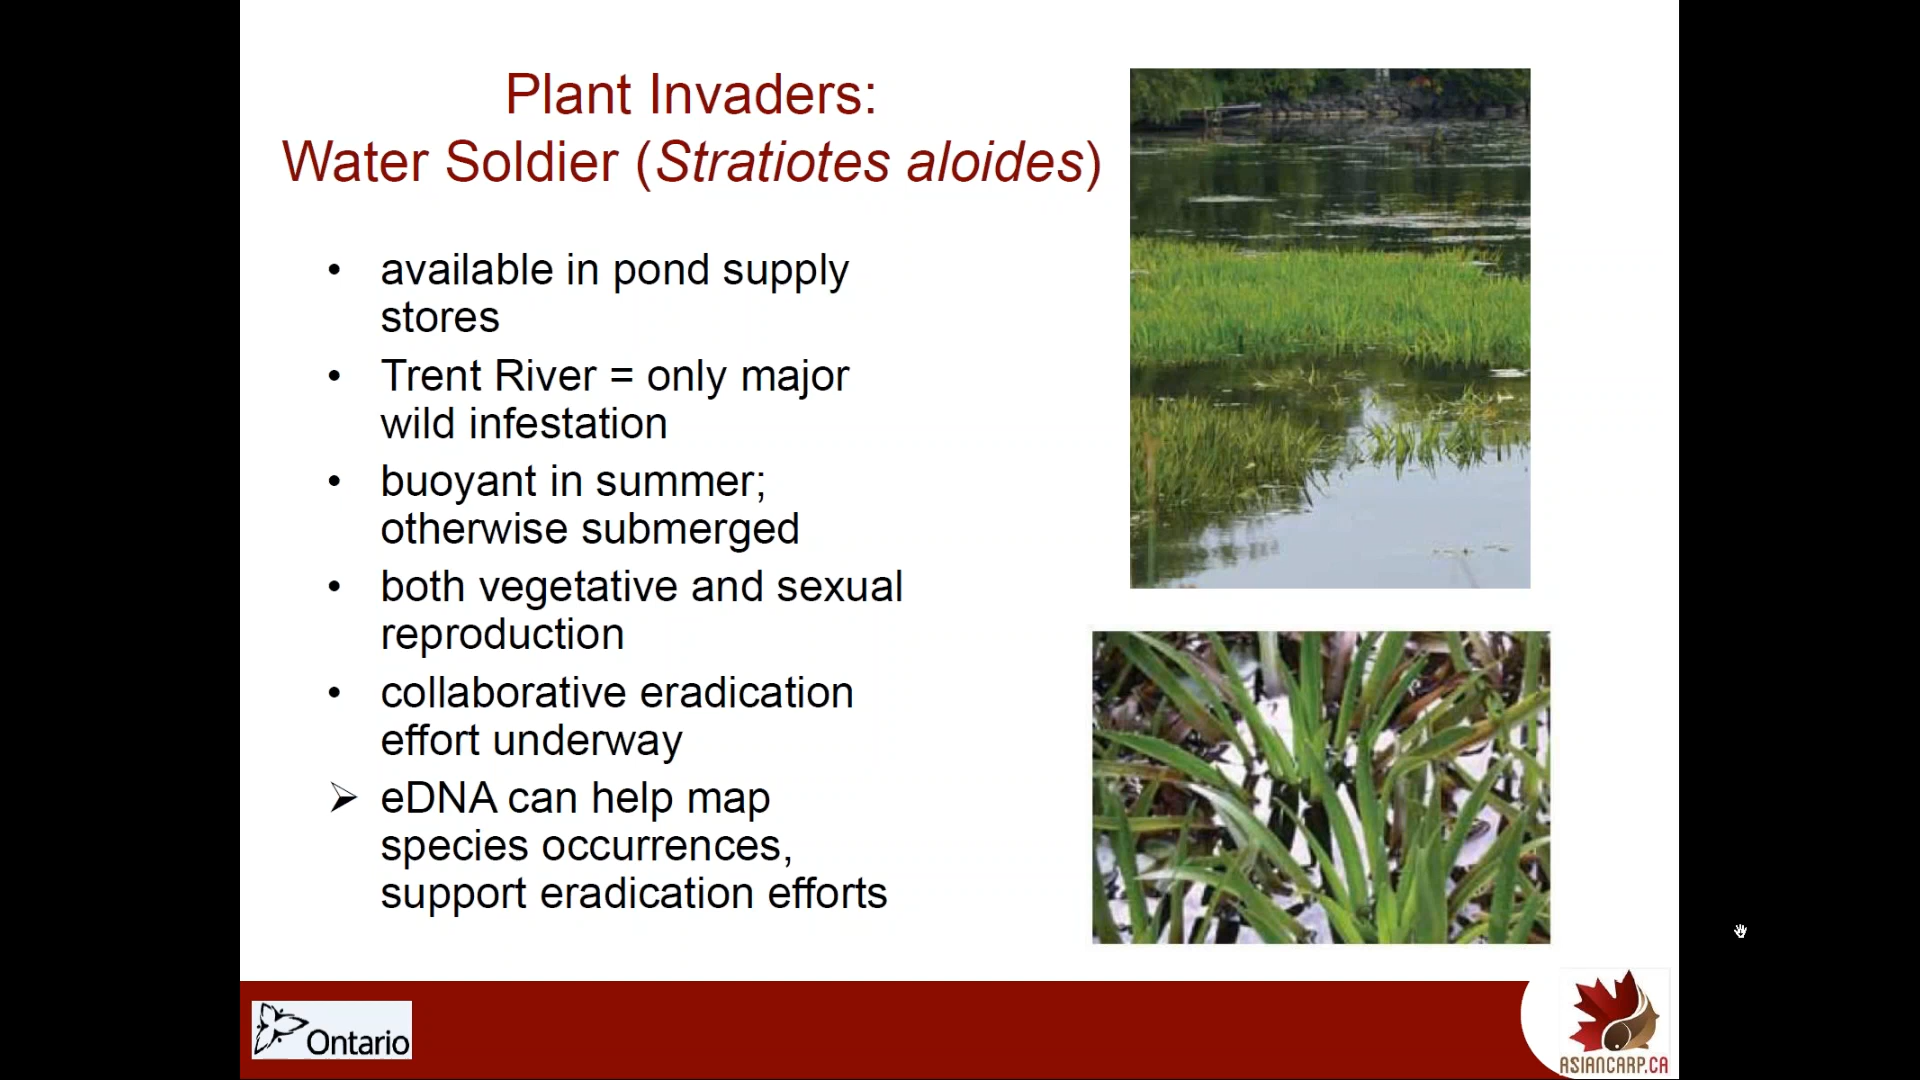 Plant Invaders:
Water Soldier (Stratiotes aloides)
• available in pond supply
stores
• Trent River = only major
wild infestation
• buoyant in summer;
otherwise submerged
• both vegetative and sexual
reproduction
• collaborative eradication
effort underway
➢ eDNA can help map
species occurrences,
support eradication efforts
Ontario
ASIANCARP.CA